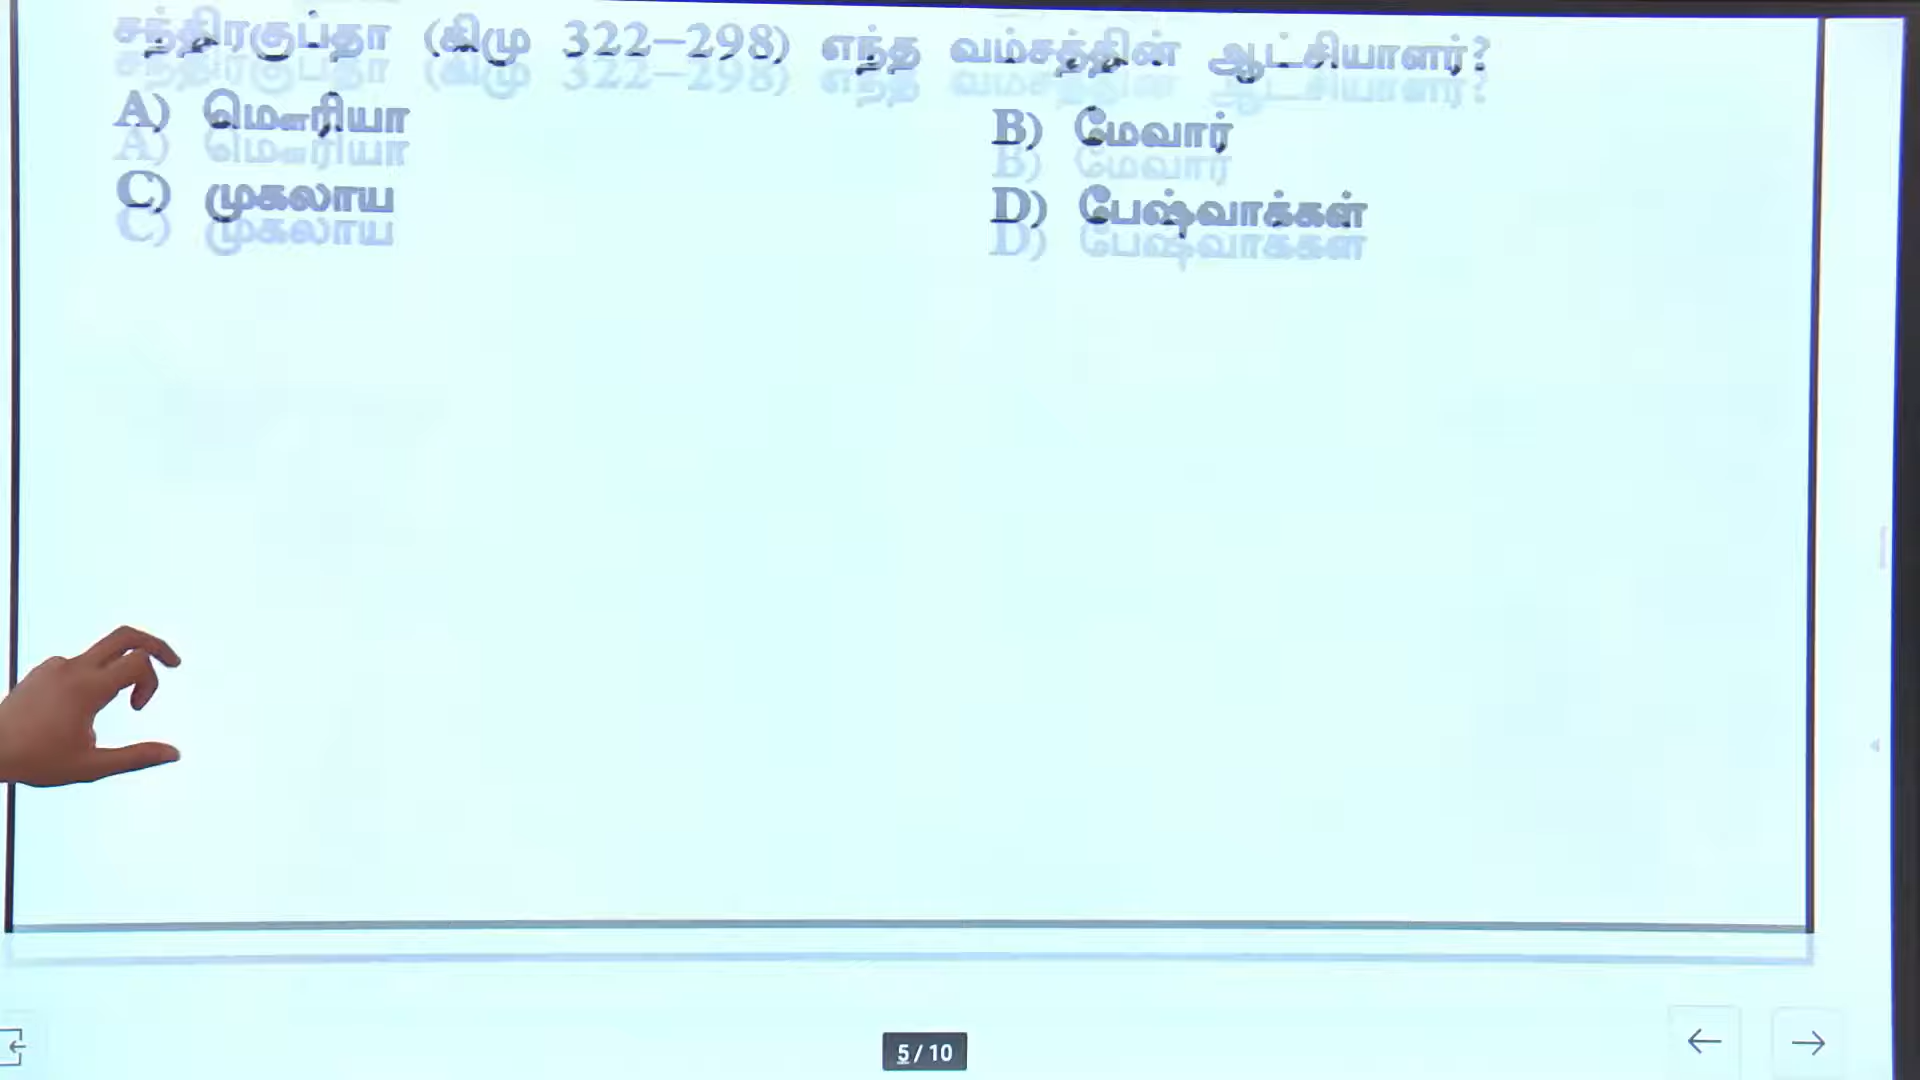 சந்திரகுப்தா (கிமு 322-298) எந்த வம்சத்தின் ஆட்சியாளர்?
A) மௌரியா
B) மேவார்
C) முகலாய
D) பேஷ்வாக்கள்
5 / 10